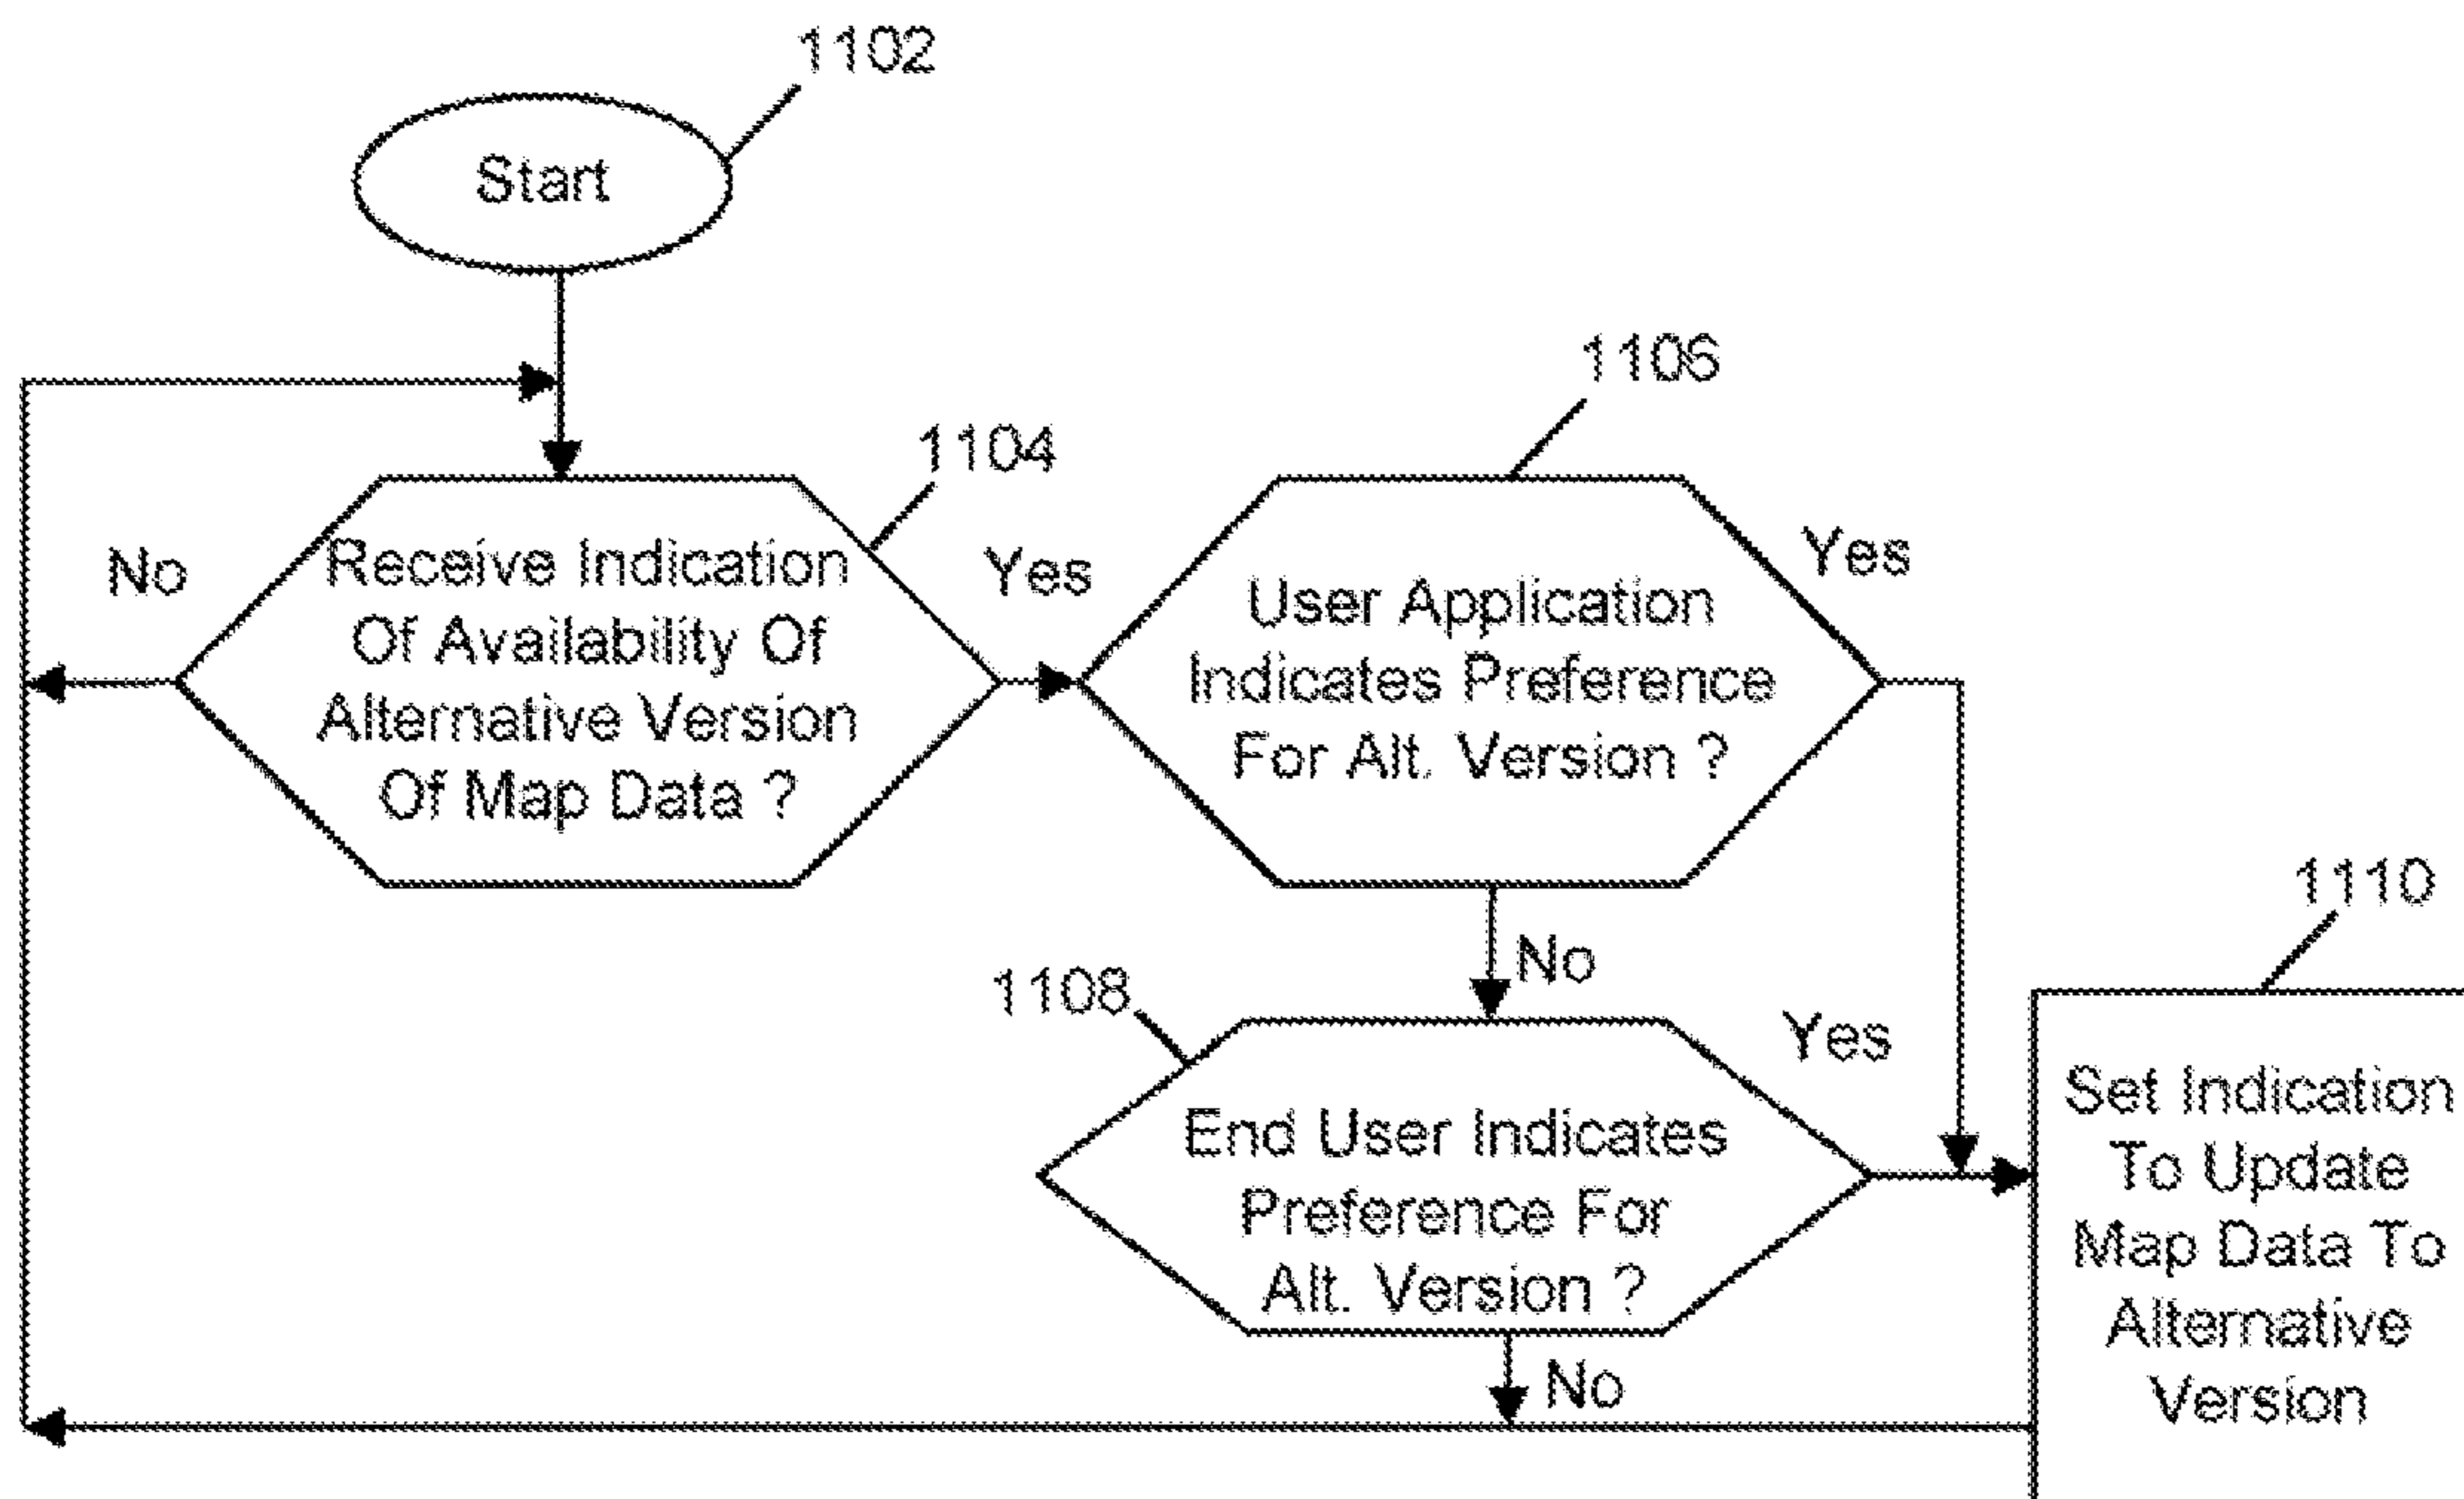 1102
Start
1106
1104
No
Receive Indication
Of Availability Of
Alternative Version
Of Map Data ?
Yes
User Application
Indicates Preference
For Alt. Version ?
Yes
No
1108
End User Indicates
Preference For
Alt. Version ?
Yes
No
1110
Set Indication
To Update
Map Data To
Alternative
Version